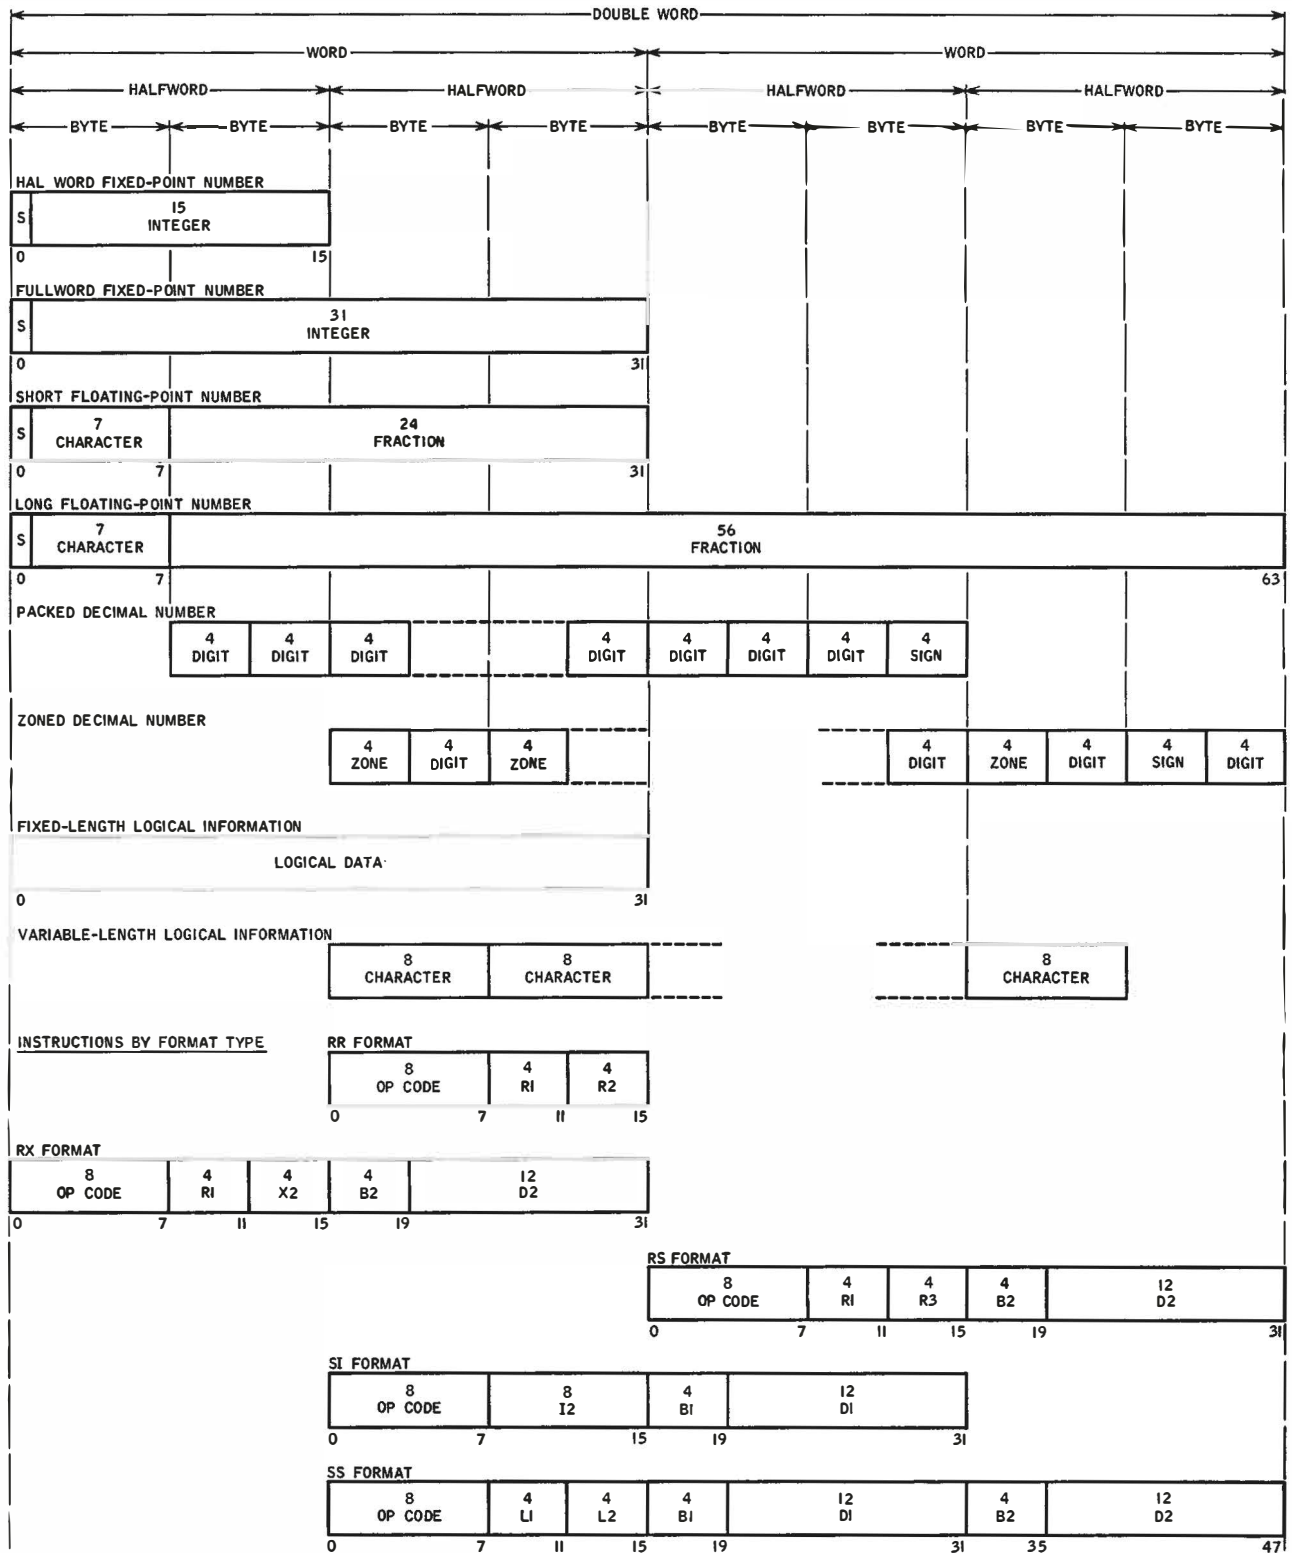 DOUBLE WORD
WORD WORD
HALFWORD HALFWORD HALFWORD HALFWORD
BYTE BYTE BYTE BYTE BYTE BYTE BYTE BYTE
HAL WORD FIXED-POINT NUMBER
S 15 INTEGER
0 15
FULLWORD FIXED-POINT NUMBER
S 31 INTEGER
0 31
SHORT FLOATING-POINT NUMBER
S 7 CHARACTER 24 FRACTION
0 7 31
LONG FLOATING-POINT NUMBER
S 7 CHARACTER 56 FRACTION
0 7 63
PACKED DECIMAL NUMBER
4 4 4 4 4 4 4 4
DIGIT DIGIT DIGIT DIGIT DIGIT DIGIT DIGIT SIGN
ZONED DECIMAL NUMBER
4 4 4 4 4 4 4 4
ZONE DIGIT ZONE DIGIT ZONE DIGIT SIGN DIGIT
FIXED-LENGTH LOGICAL INFORMATION
LOGICAL DATA
0 31
VARIABLE-LENGTH LOGICAL INFORMATION
8 8 8
CHARACTER CHARACTER CHARACTER
INSTRUCTIONS BY FORMAT TYPE RR FORMAT
8 4 4
OP CODE R1 R2
0 7 11 15
RX FORMAT
8 4 4 4 12
OP CODE R1 X2 B2 D2
0 7 11 15 19 31
RS FORMAT
8 4 4 4 12
OP CODE R1 R3 B2 D2
0 7 11 15 19 31
SI FORMAT
8 8 4 12
OP CODE I2 B1 D1
0 7 15 19 31
SS FORMAT
8 4 4 4 12 4 12
OP CODE L1 L2 B1 D1 B2 D2
0 7 11 15 19 31 35 47